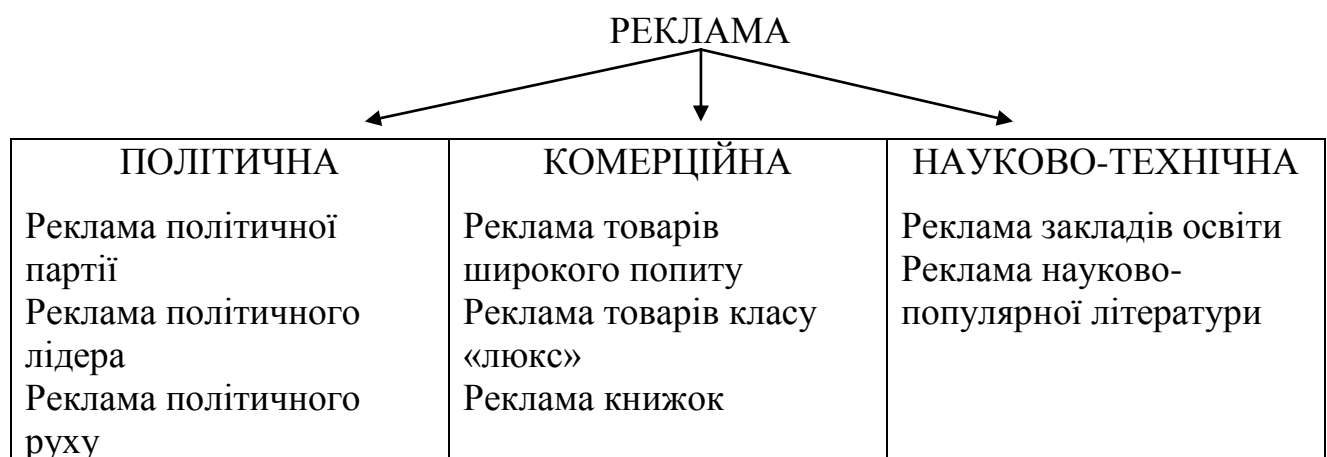 РЕКЛАМА
ПОЛІТИЧНА
Реклама політичної
партії
Реклама політичного
лідера
Реклама політичного
руху
КОМЕРЦІЙНА
Реклама товарів
широкого попиту
Реклама товарів класу
«люкс»
Реклама книжок
НАУКОВО-ТЕХНІЧНА
Реклама закладів освіти
Реклама науково-
популярної літератури